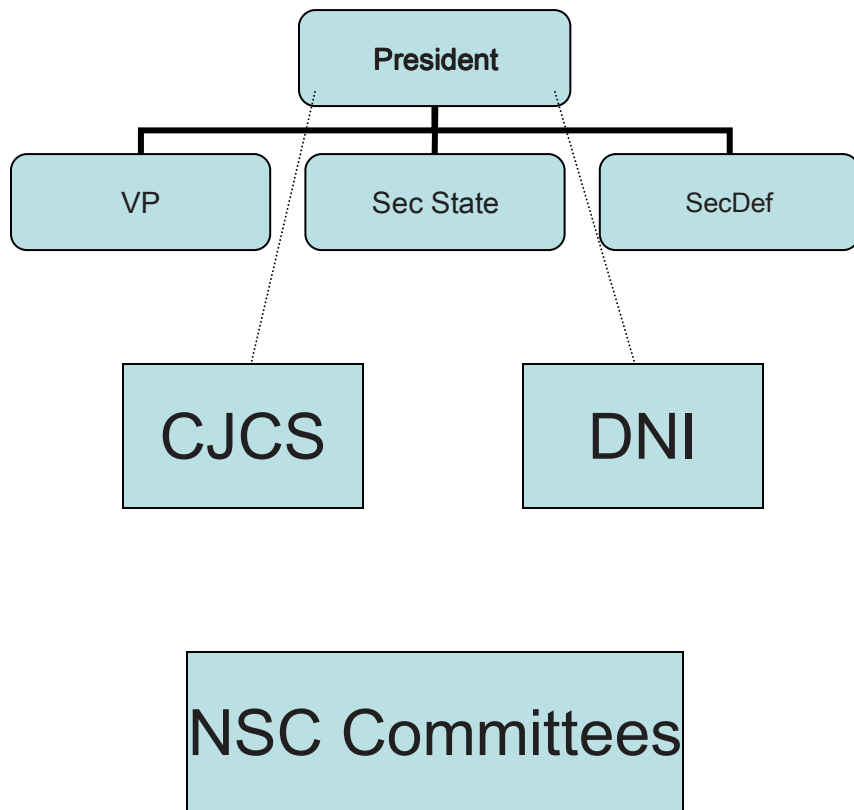 President
VP
Sec State
SecDef
CJCS
DNI
NSC Committees